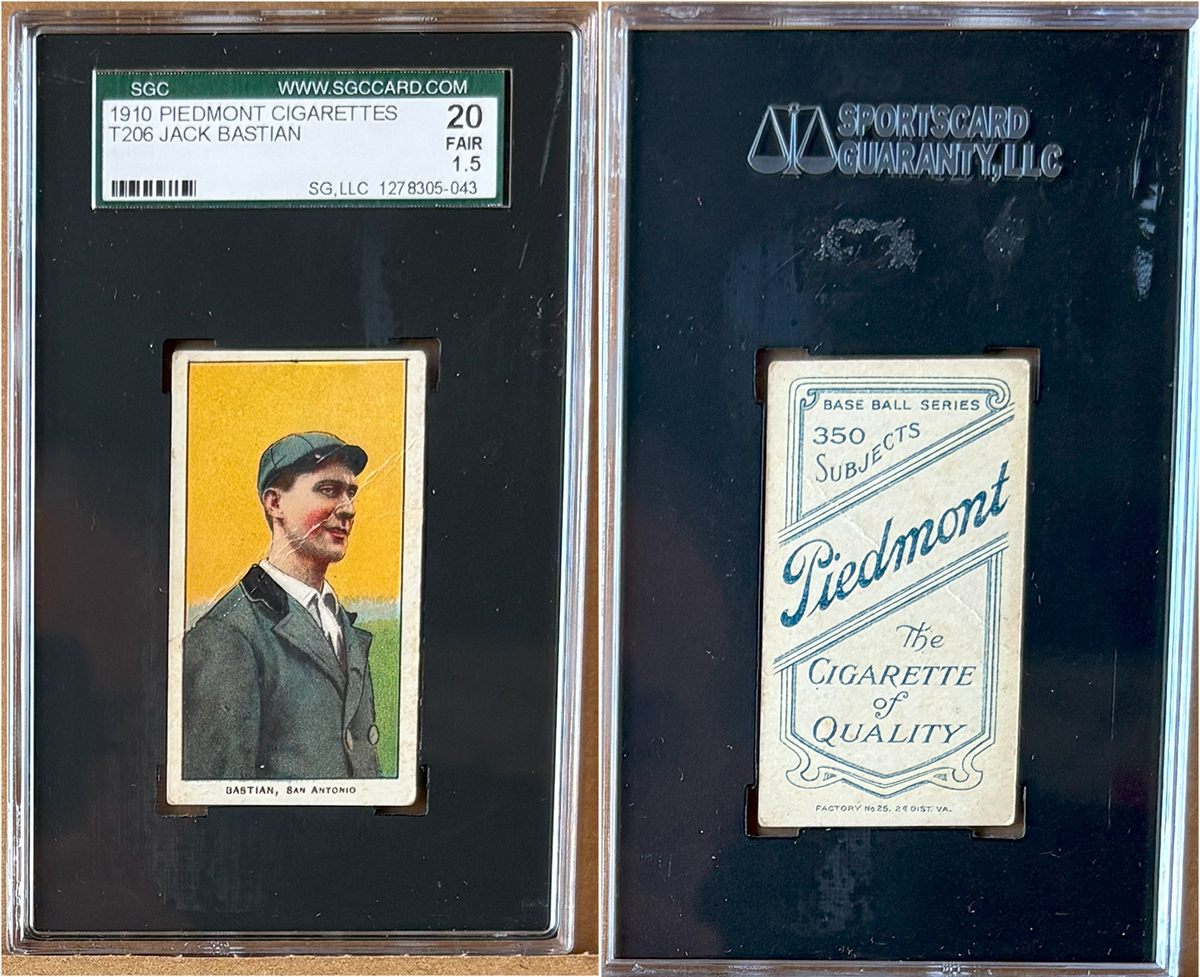 SGC WWW.SGCCARD.COM
1910 PIEDMONT CIGARETTES 20
T206 JACK BASTIAN FAIR
1.5
SG, LLC 1278305-043
BASTIAN, SAN ANTONIO
SPORTSCARD
GUARANTY, LLC
BASE BALL SERIES
350
SUBJECTS
Piedmont
The
CIGARETTE
of
QUALITY
FACTORY No 25, 2d DIST. VA.